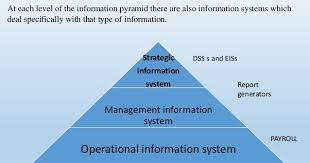 At each level of the information pyramid there are also information systems which
deal specifically with that type of information.
Strategic
information
system
DSS s and EISs
Report
generators
Management information
system
PAYROLL
Operational information system